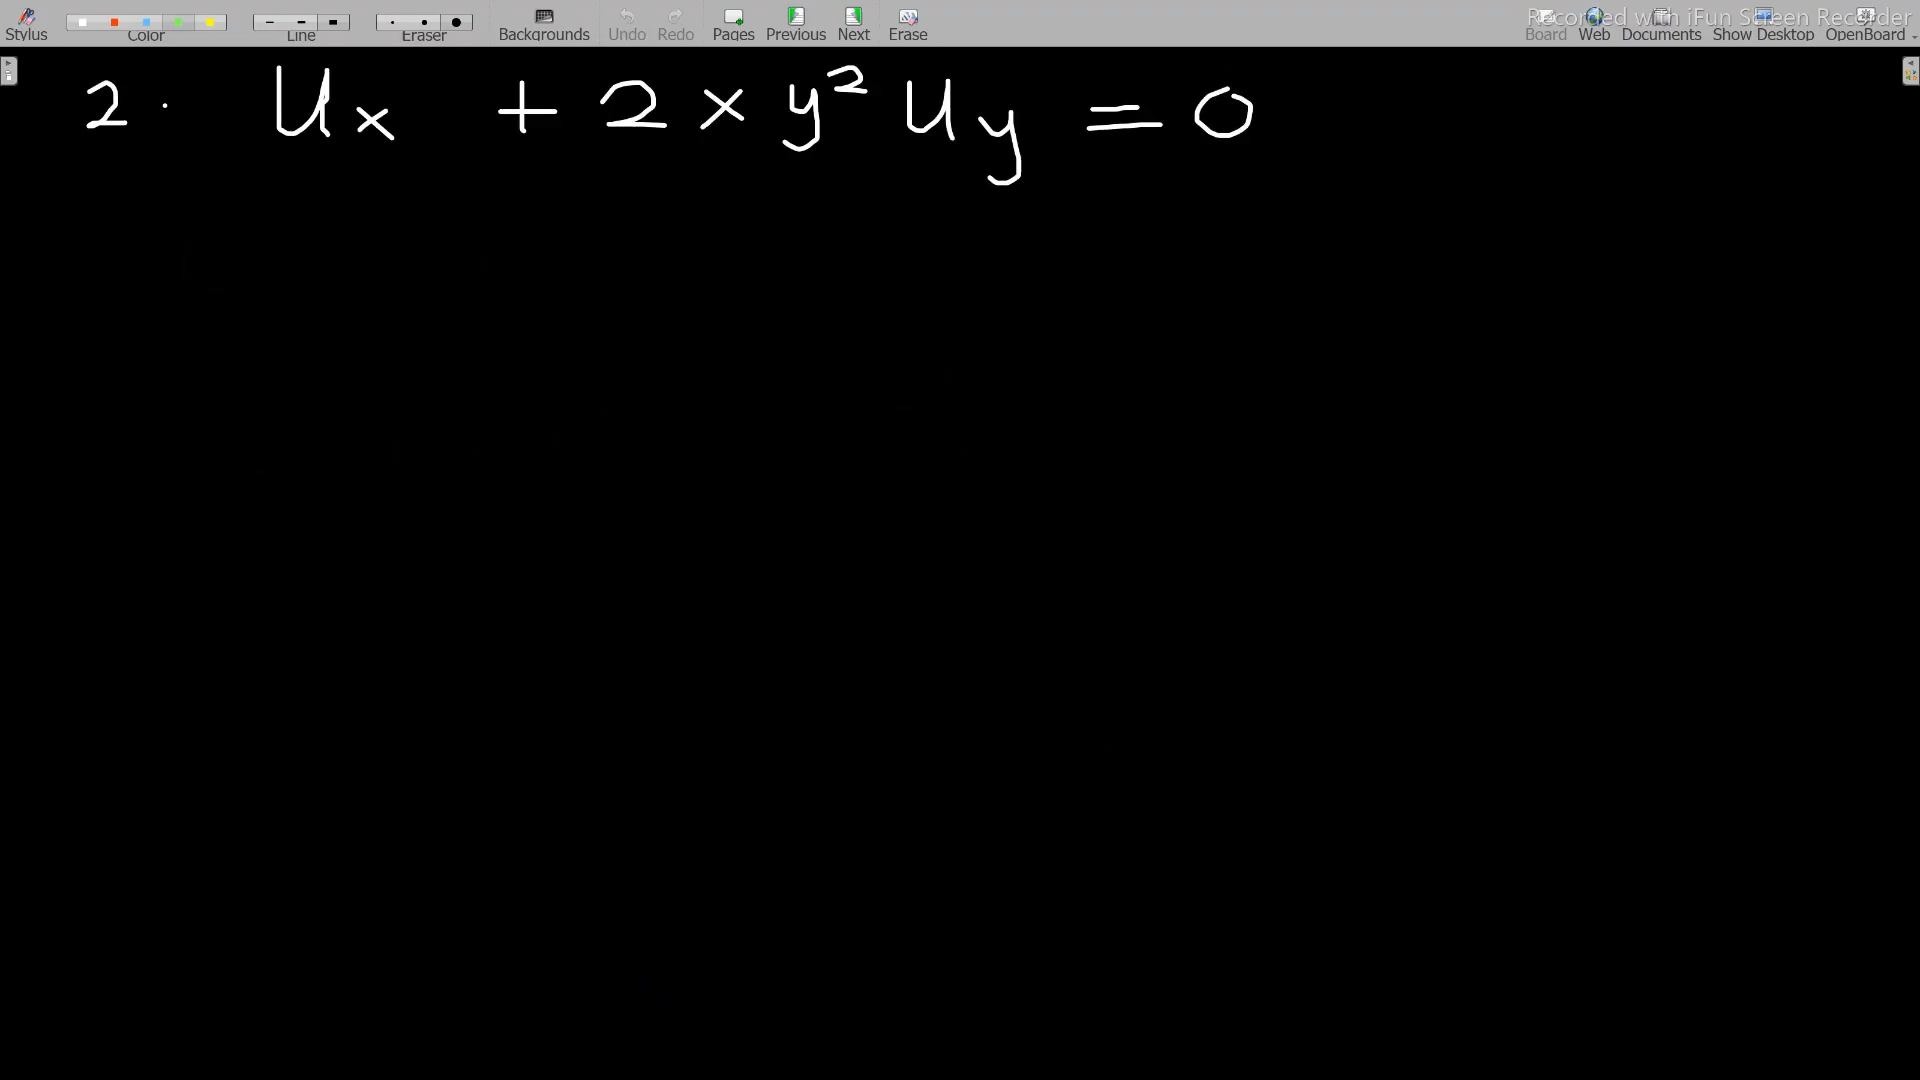 Recorded with iFun Screen Recorder
Stylus Color Line Eraser Backgrounds Undo Redo Pages Previous Next Erase Board Web Documents Show Desktop OpenBoard
2. Ux + 2xy² Uy = 0